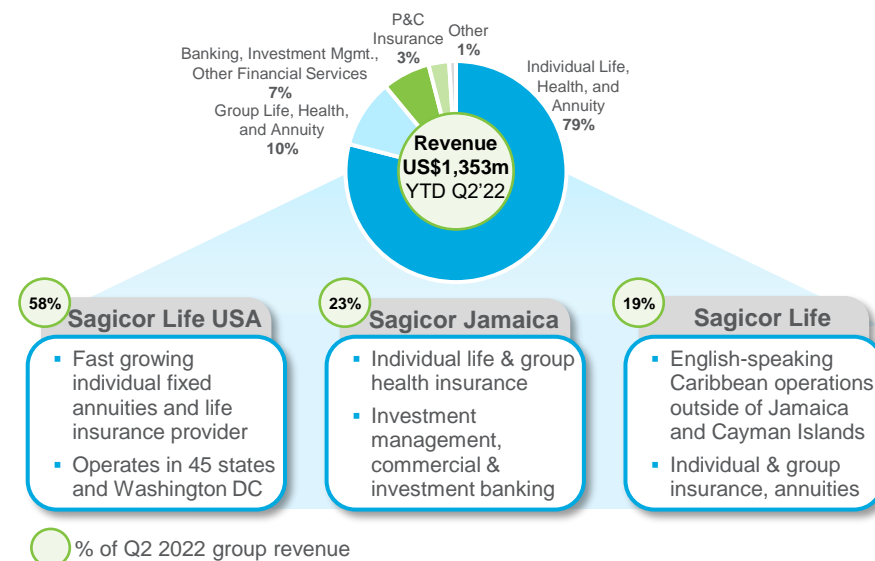 P&C
Insurance
3%
Other
1%
Banking, Investment Mgmt.,
Other Financial Services
7%
Individual Life,
Health, and
Annuity
79%
Group Life, Health,
and Annuity
10%
Revenue
US$1,353m
YTD Q2'22
58%
Sagicor Life USA
▪ Fast growing
individual fixed
annuities and life
insurance provider
▪ Operates in 45 states
and Washington DC
23%
Sagicor Jamaica
▪ Individual life & group
health insurance
▪ Investment
management,
commercial &
investment banking
19%
Sagicor Life
▪ English-speaking
Caribbean operations
outside of Jamaica
and Cayman Islands
▪ Individual & group
insurance, annuities
% of Q2 2022 group revenue